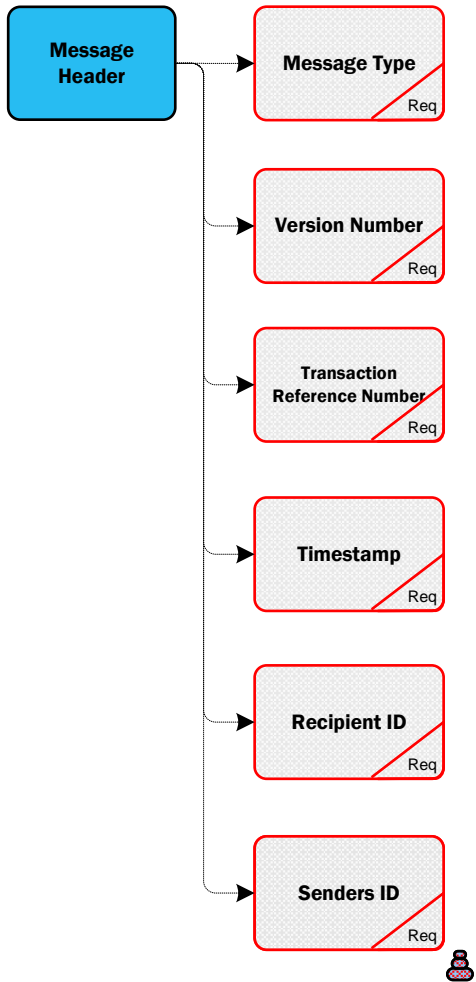 Message
Header
Message Type
Req
Version Number
Req
Transaction
Reference Number
Req
Timestamp
Req
Recipient ID
Req
Senders ID
Req